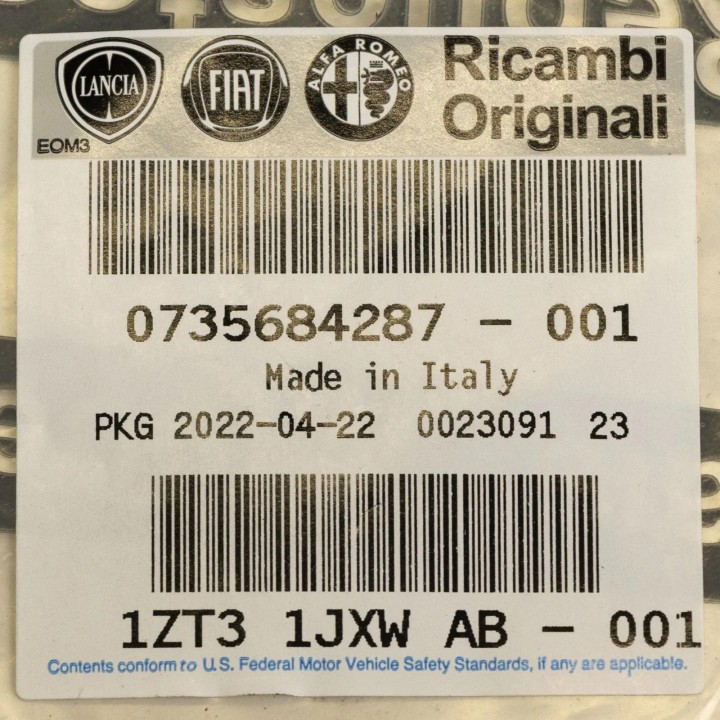 LANCIA FIAT ALFA ROMEO Ricambi
Originali
EOM3
0735684287 – 001
Made in Italy
PKG 2022-04-22 0023091 23
1ZT3 1JXW AB – 001
Contents conform to U.S. Federal Motor Vehicle Safety Standards, if any are applicable.